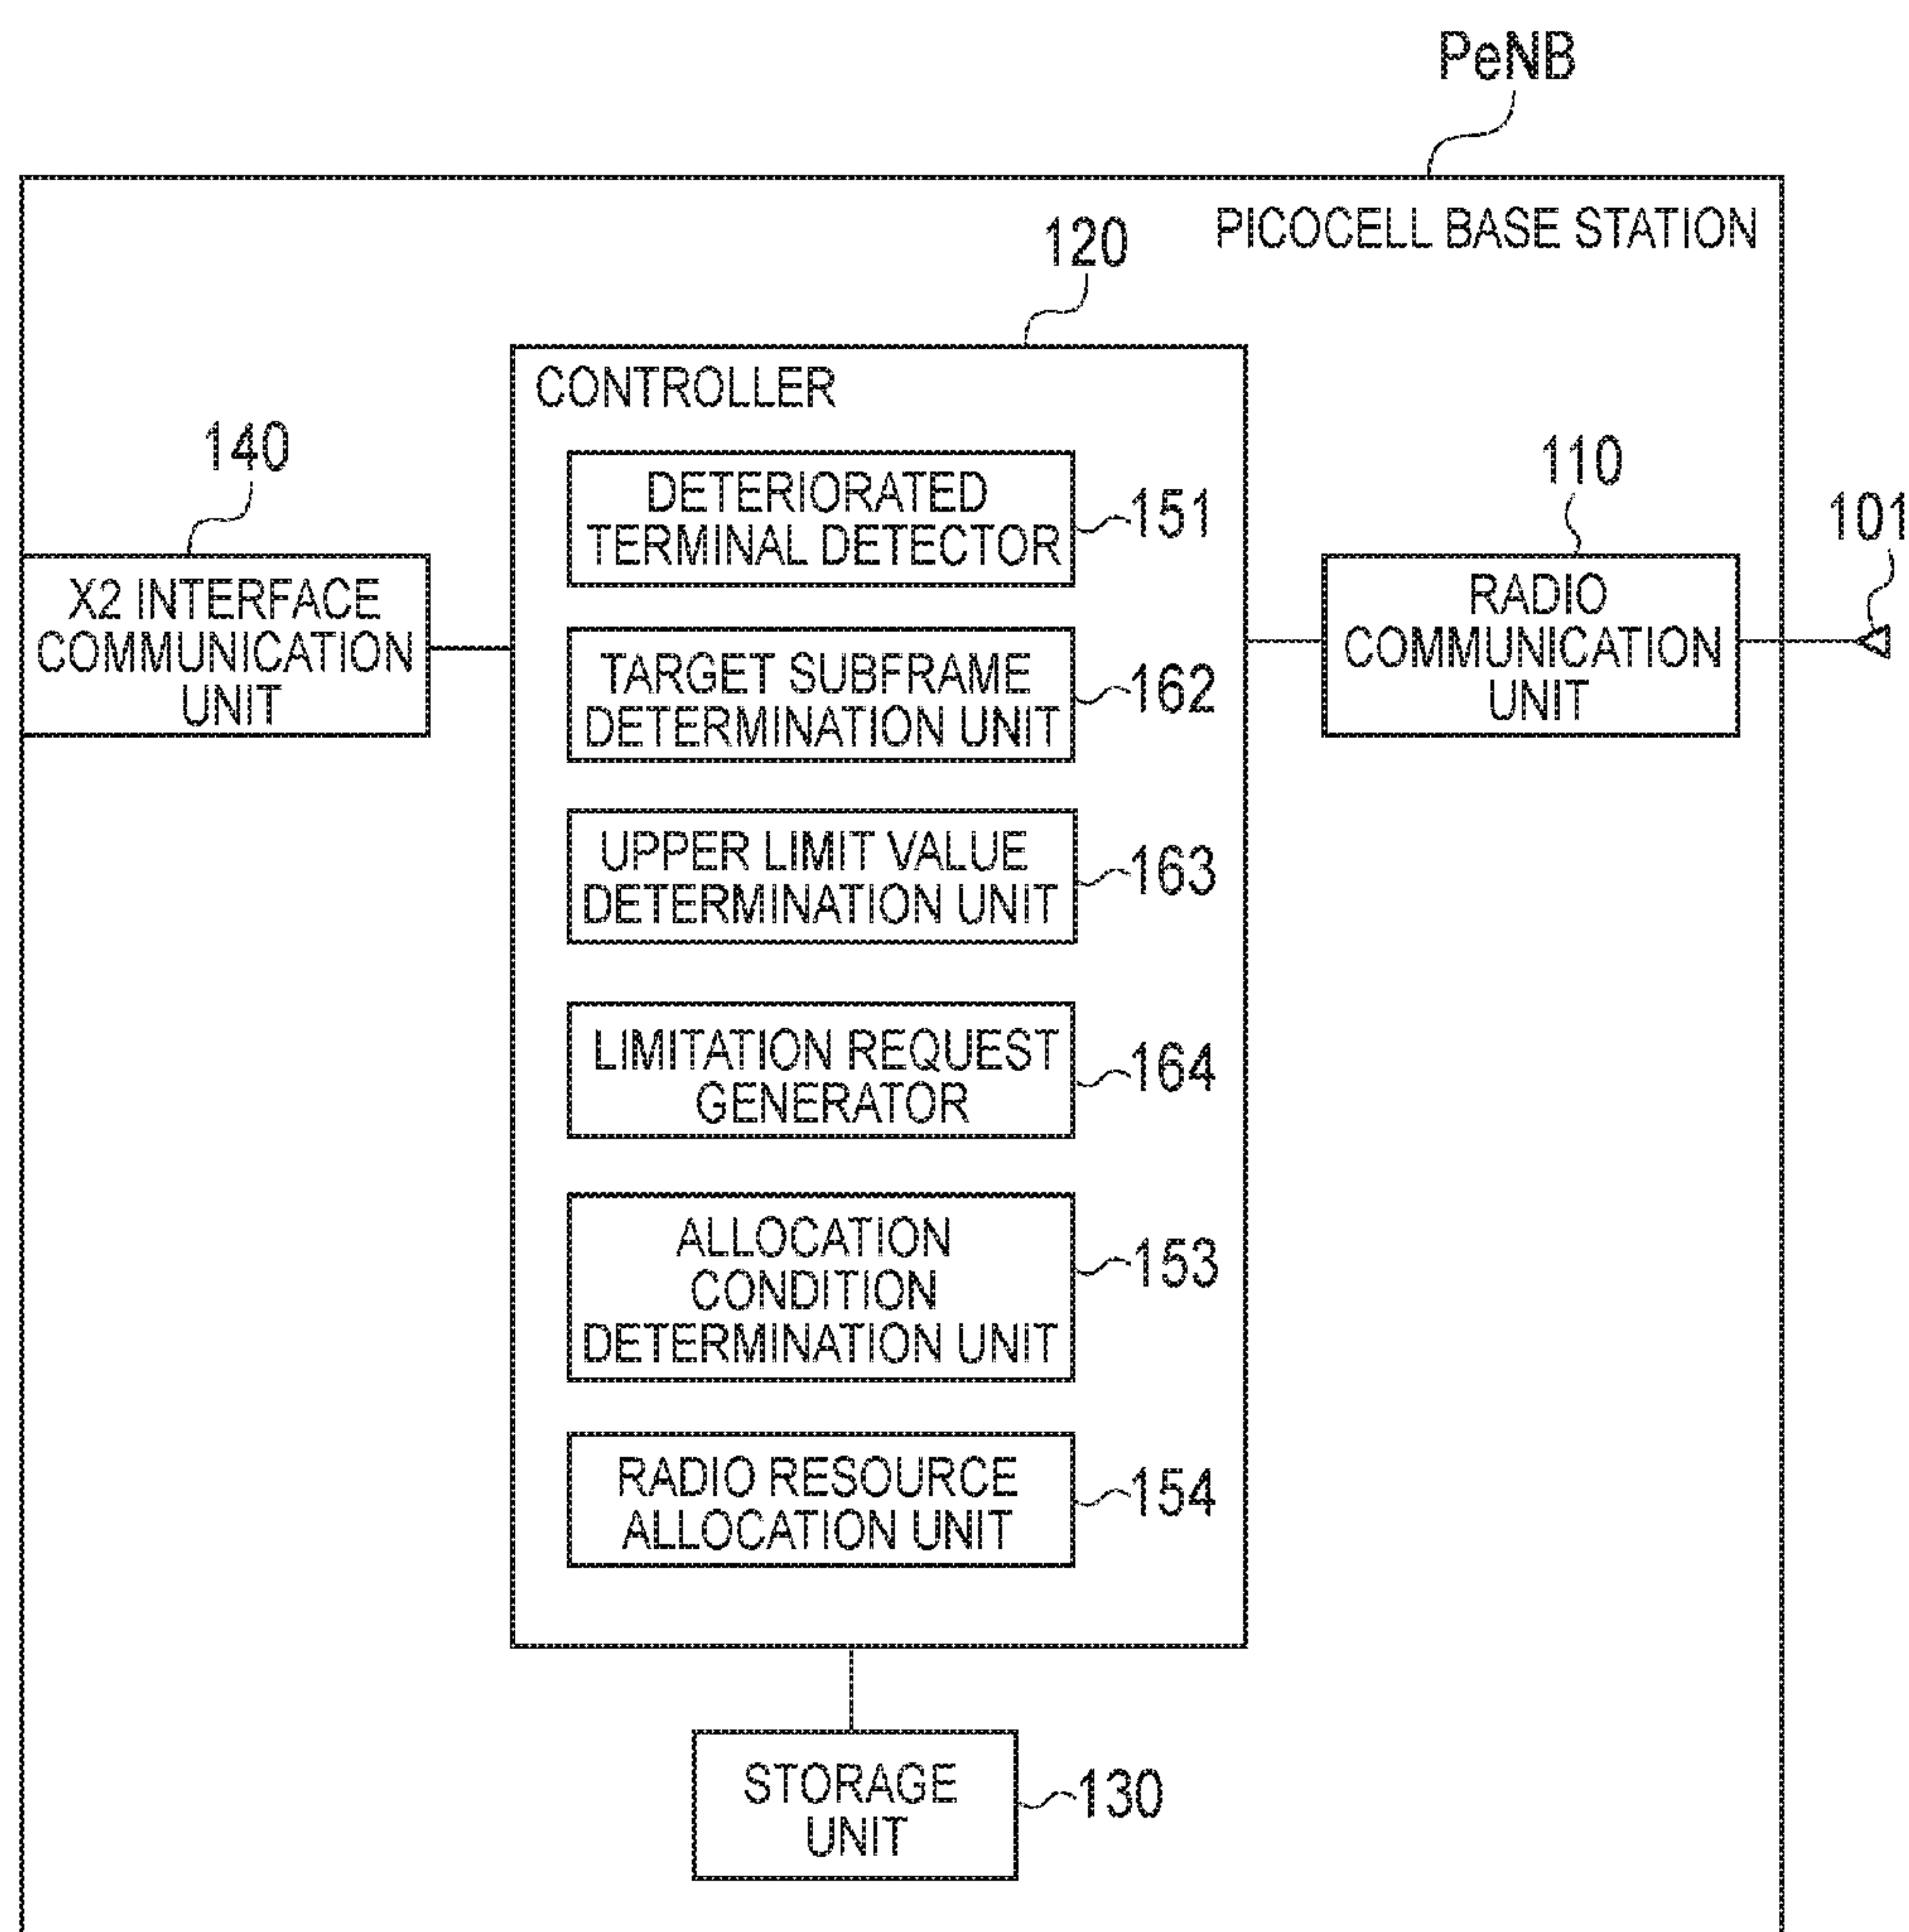 PeNB
PICOCELL BASE STATION
120
CONTROLLER
140
X2 INTERFACE
COMMUNICATION
UNIT
DETERIORATED
TERMINAL DETECTOR
151
TARGET SUBFRAME
DETERMINATION UNIT
162
UPPER LIMIT VALUE
DETERMINATION UNIT
163
LIMITATION REQUEST
GENERATOR
164
ALLOCATION
CONDITION
DETERMINATION UNIT
153
RADIO RESOURCE
ALLOCATION UNIT
154
110
RADIO
COMMUNICATION
UNIT
101
STORAGE
UNIT
130